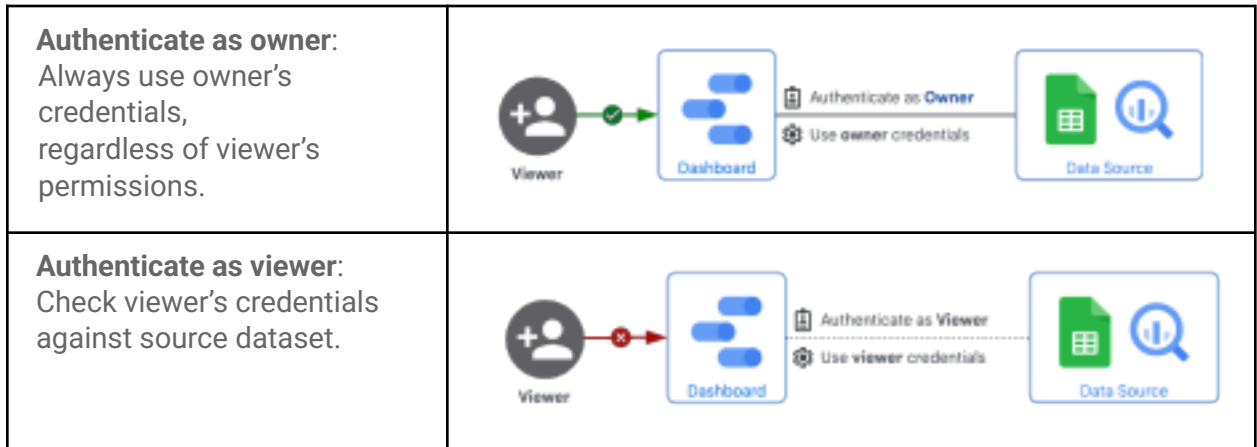 Authenticate as owner:
Always use owner's
credentials,
regardless of viewer's
permissions.
Viewer
Dashboard
Authenticate as Owner
Use owner credentials
Data Source
Authenticate as viewer:
Check viewer's credentials
against source dataset.
Viewer
Dashboard
Authenticate as Viewer
Use viewer credentials
Data Source